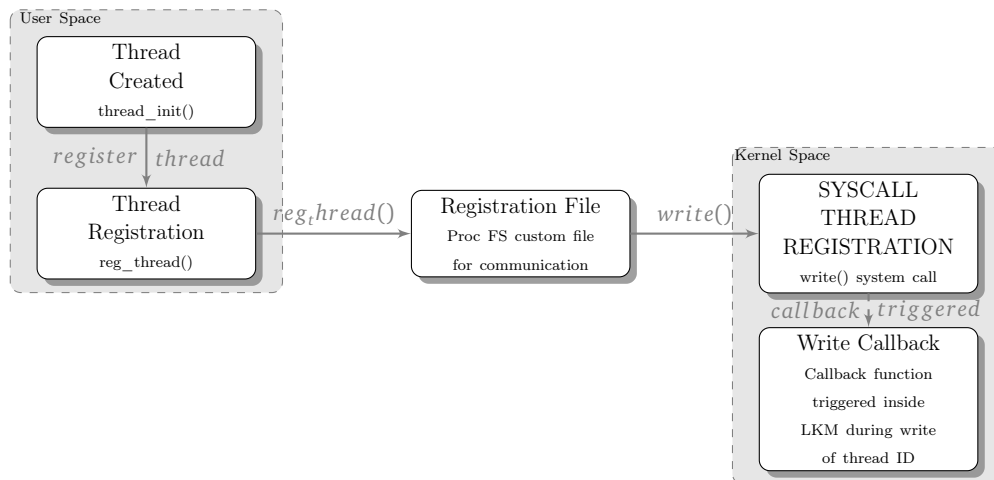 User Space
Thread
Created
thread_init()
register thread
Thread
Registration
reg_thread()
reg_thread()
Registration File
Proc FS custom file
for communication
write()
Kernel Space
SYSCALL
THREAD
REGISTRATION
write() system call
callback triggered
Write Callback
Callback function
triggered inside
LKM during write
of thread ID